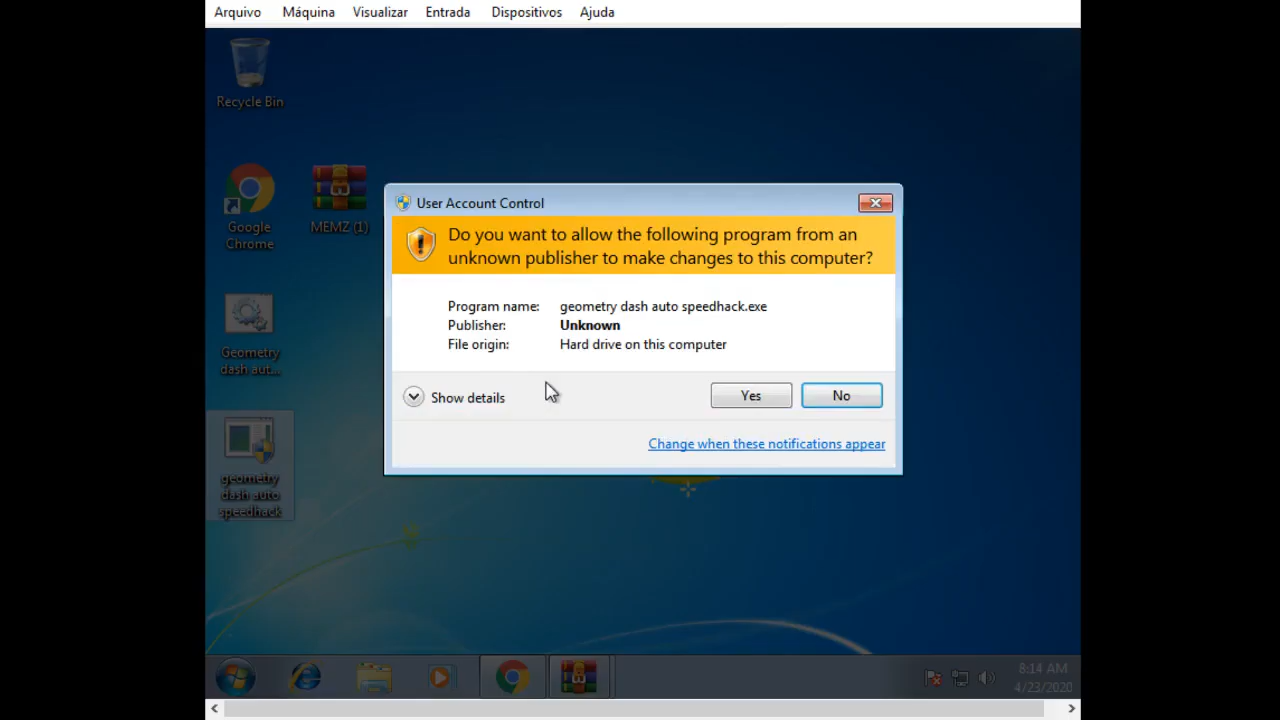 Arquivo Máquina Visualizar Entrada Dispositivos Ajuda
Recycle Bin
Google
Chrome
MEMZ (1)
Geometry
dash aut...
geometry
dash auto
speedhack
User Account Control
Do you want to allow the following program from an
unknown publisher to make changes to this computer?
Program name: geometry dash auto speedhack.exe
Publisher: Unknown
File origin: Hard drive on this computer
Show details Yes No
Change when these notifications appear
8:14 AM
4/23/2020